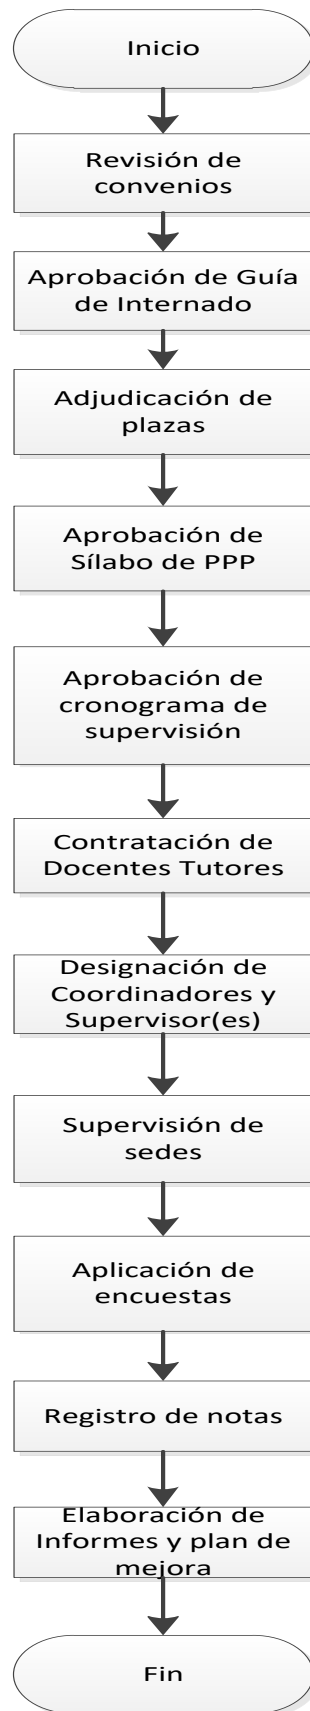 Inicio
Revisión de
convenios
Aprobación de Guía
de Internado
Adjudicación de
plazas
Aprobación de
Sílabo de PPP
Aprobación de
cronograma de
supervisión
Contratación de
Docentes Tutores
Designación de
Coordinadores y
Supervisor(es)
Supervisión de
sedes
Aplicación de
encuestas
Registro de notas
Elaboración de
Informes y plan de
mejora
Fin